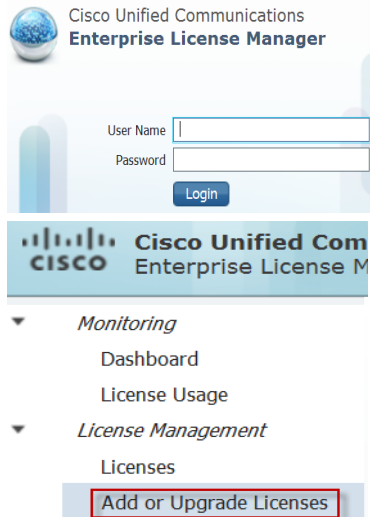 Cisco Unified Communications
Enterprise License Manager
User Name
Password
Login
CISCO
Cisco Unified Com
Enterprise License M
Monitoring
Dashboard
License Usage
License Management
Licenses
Add or Upgrade Licenses